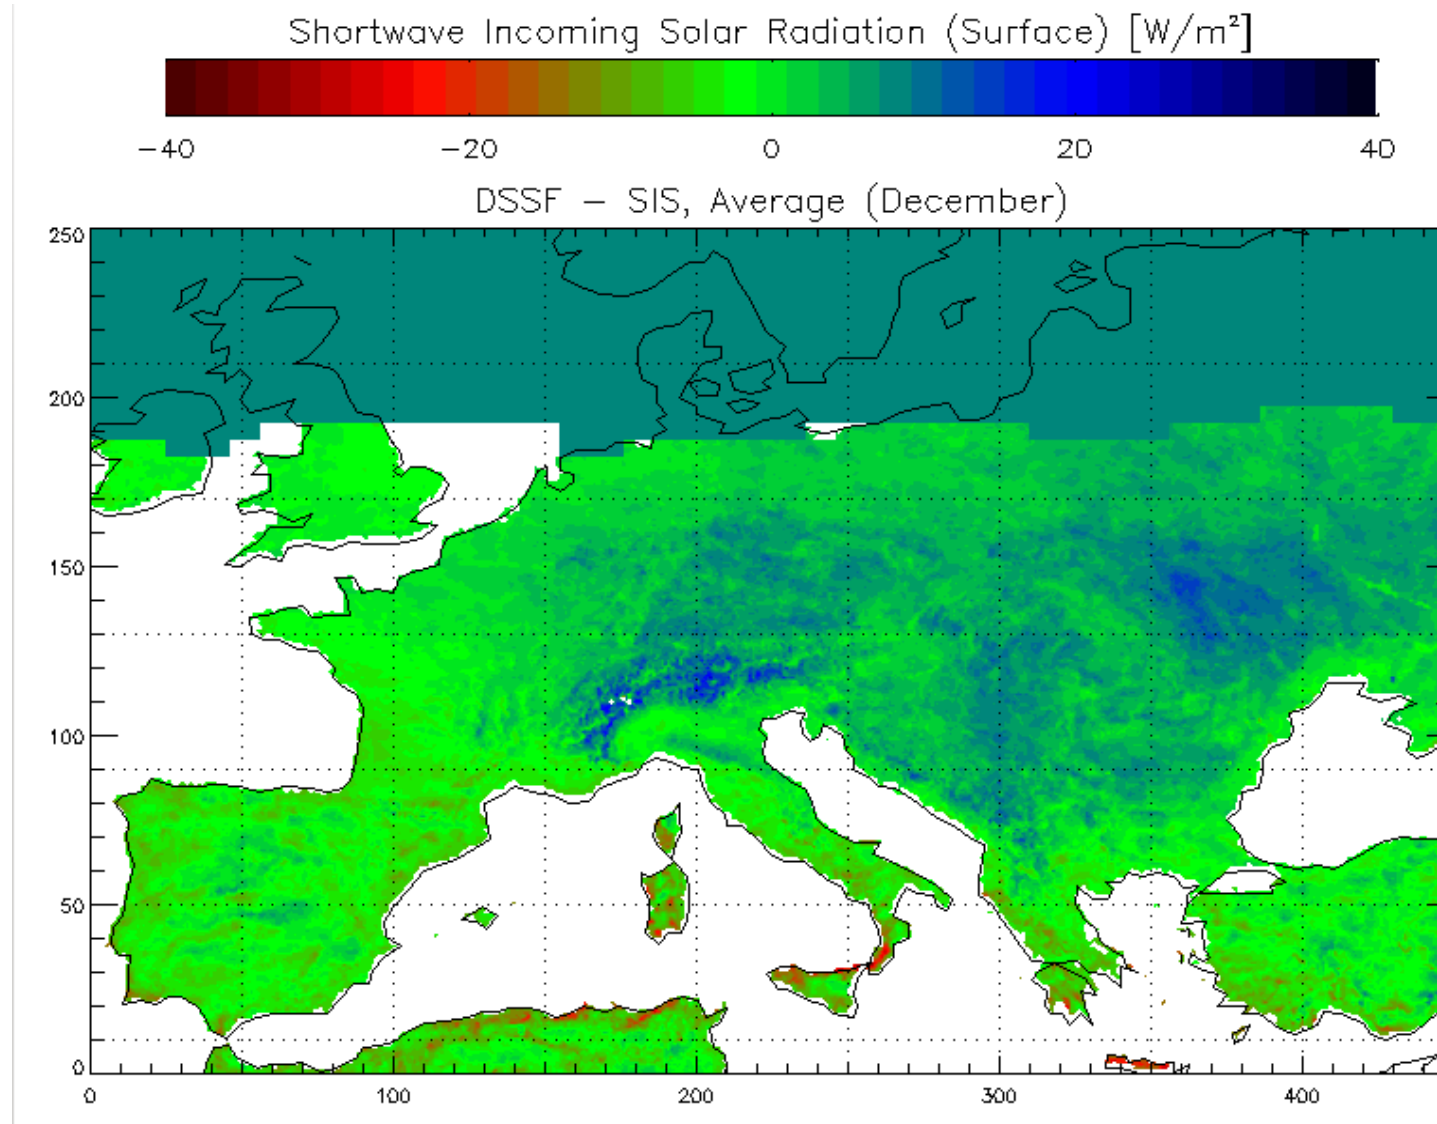 Shortwave Incoming Solar Radiation (Surface) [W/m²]
−40 −20 0 20 40
DSSF − SIS, Average (December)
250
200
150
100
50
0
0 100 200 300 400